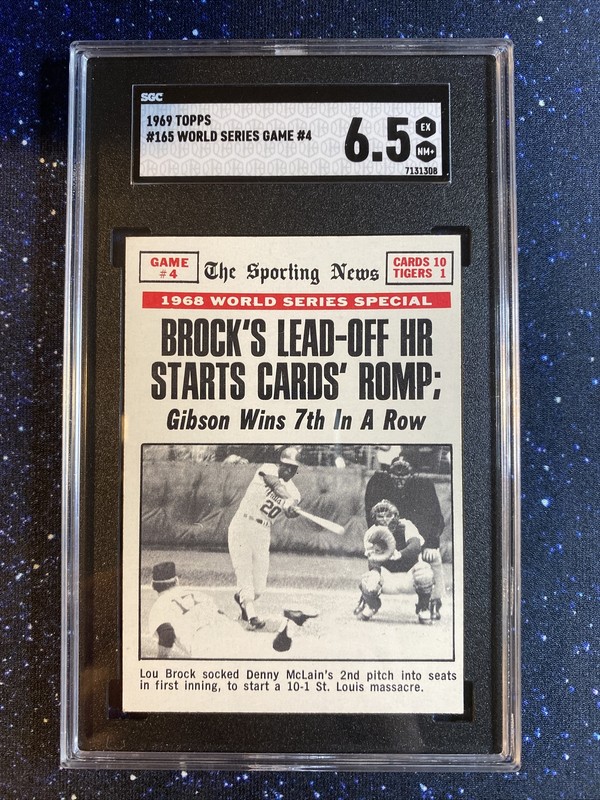 SGC
1969 TOPPS
#165 WORLD SERIES GAME #4
6.5
EX
NM+
7131308
GAME
#4
The Sporting News
CARDS 10
TIGERS 1
1968 WORLD SERIES SPECIAL
BROCK'S LEAD-OFF HR
STARTS CARDS' ROMP;
Gibson Wins 7th In A Row
20
17
Lou Brock socked Denny McLain's 2nd pitch into seats
in first inning, to start a 10-1 St. Louis massacre.